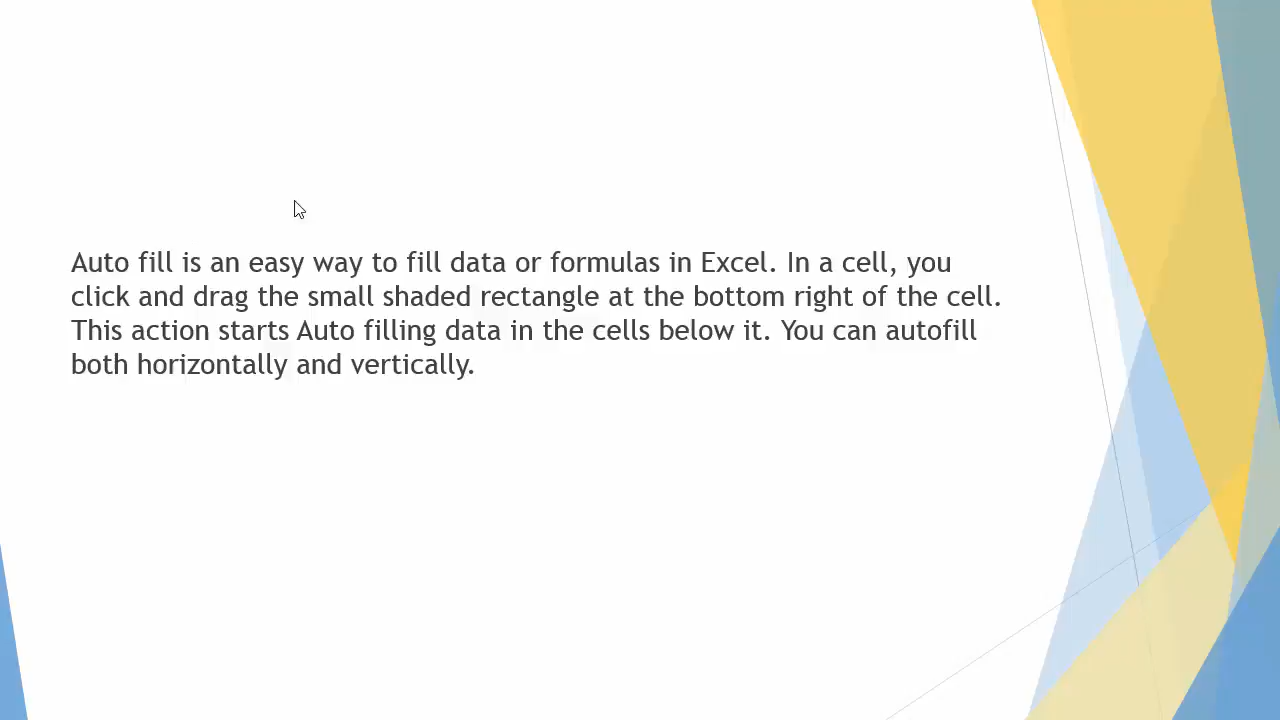 Auto fill is an easy way to fill data or formulas in Excel. In a cell, you
click and drag the small shaded rectangle at the bottom right of the cell.
This action starts Auto filling data in the cells below it. You can autofill
both horizontally and vertically.